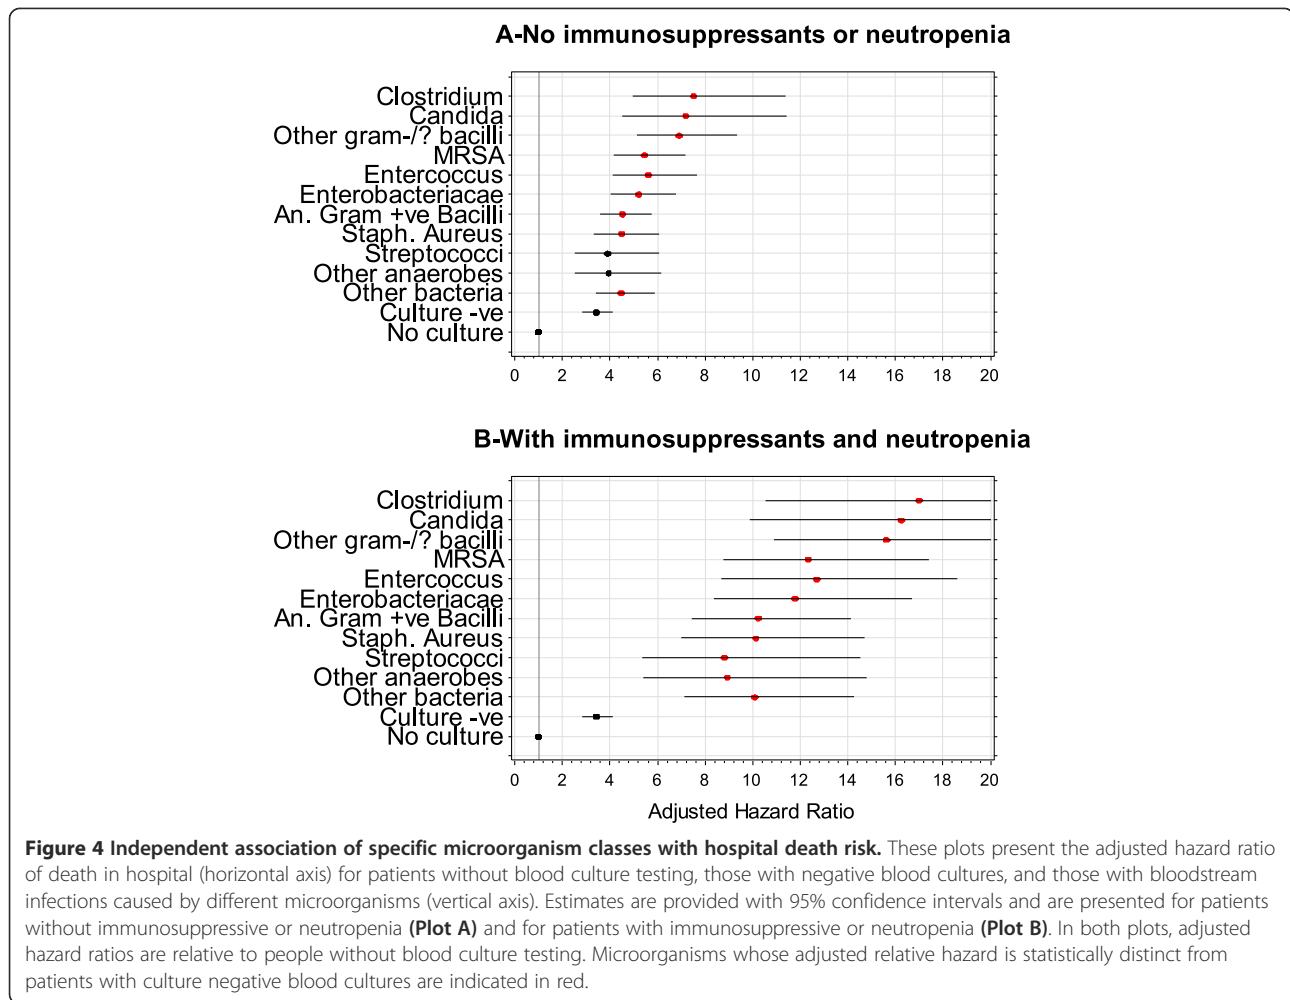 A-No immunosuppressants or neutropenia
Clostridium
Candida
Other gram-/? bacilli
MRSA
Entercoccus
Enterobacteriacae
An. Gram +ve Bacilli
Staph. Aureus
Streptococci
Other anaerobes
Other bacteria
Culture -ve
No culture
0 2 4 6 8 10 12 14 16 18 20
B-With immunosuppressants and neutropenia
Clostridium
Candida
Other gram-/? bacilli
MRSA
Entercoccus
Enterobacteriacae
An. Gram +ve Bacilli
Staph. Aureus
Streptococci
Other anaerobes
Other bacteria
Culture -ve
No culture
0 2 4 6 8 10 12 14 16 18 20
Adjusted Hazard Ratio
Figure 4 Independent association of specific microorganism classes with hospital death risk. These plots present the adjusted hazard ratio
of death in hospital (horizontal axis) for patients without blood culture testing, those with negative blood cultures, and those with bloodstream
infections caused by different microorganisms (vertical axis). Estimates are provided with 95% confidence intervals and are presented for patients
without immunosuppressive or neutropenia (Plot A) and for patients with immunosuppressive or neutropenia (Plot B). In both plots, adjusted
hazard ratios are relative to people without blood culture testing. Microorganisms whose adjusted relative hazard is statistically distinct from
patients with culture negative blood cultures are indicated in red.